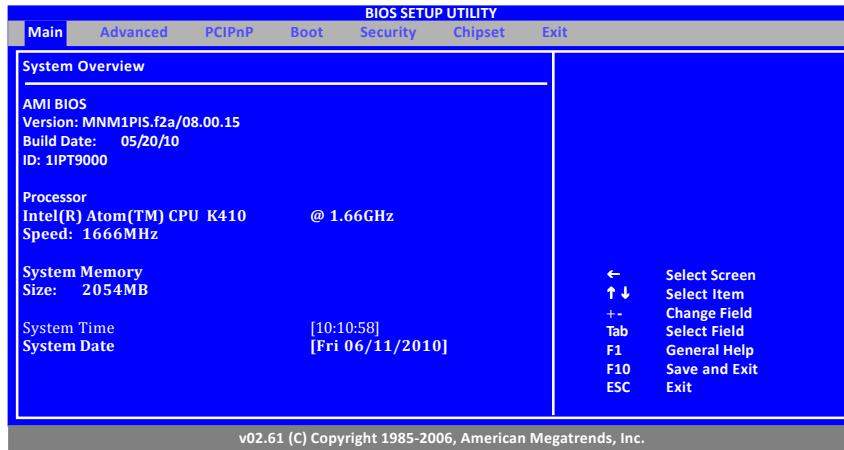 BIOS SETUP UTILITY
Main Advanced PCIPnP Boot Security Chipset Exit
System Overview
AMI BIOS
Version: MNM1PIS.f2a/08.00.15
Build Date: 05/20/10
ID: 1IPT9000
Processor
Intel(R) Atom(TM) CPU K410 @ 1.66GHz
Speed: 1666MHz
System Memory
Size: 2054MB
System Time [10:10:58]
System Date [Fri 06/11/2010]
← Select Screen
↑↓ Select Item
+- Change Field
Tab Select Field
F1 General Help
F10 Save and Exit
ESC Exit
v02.61 (C) Copyright 1985-2006, American Megatrends, Inc.